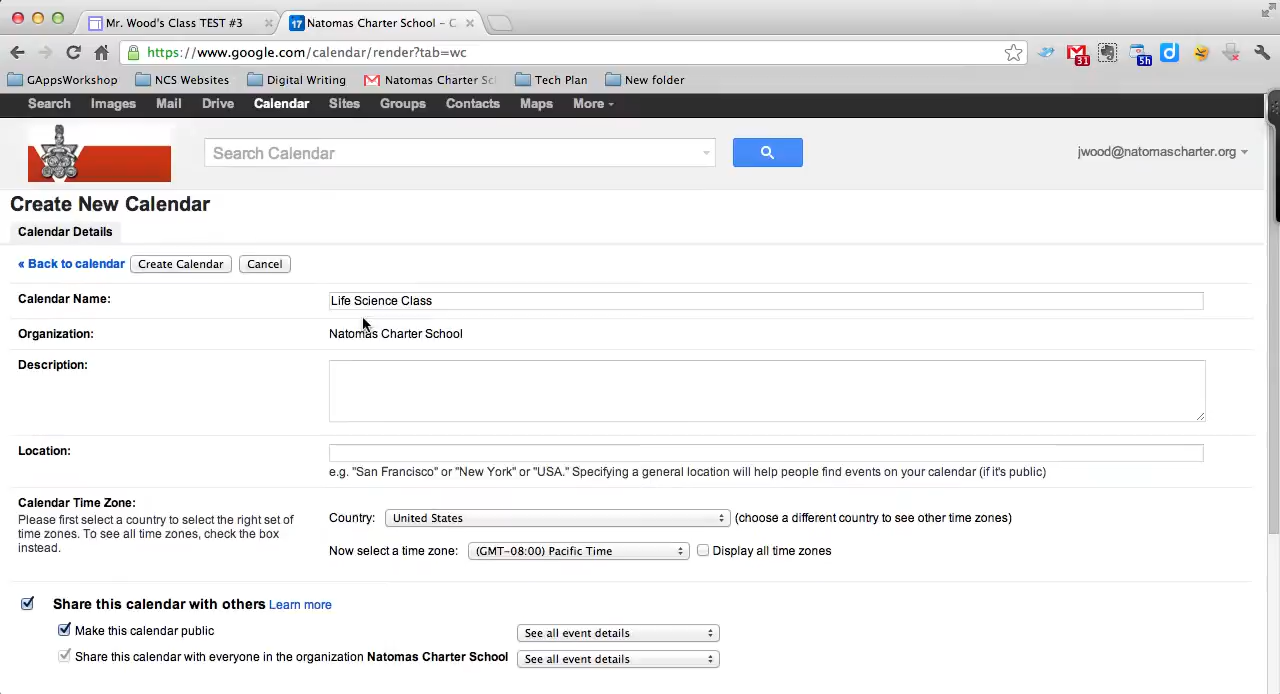 Mr. Wood's Class TEST #3
17 Natomas Charter School – C
https://www.google.com/calendar/render?tab=wc
31
5h
GAppsWorkshop NCS Websites Digital Writing Natomas Charter Sc Tech Plan New folder
Search Images Mail Drive Calendar Sites Groups Contacts Maps More
Search Calendar
jwood@natomascharter.org
Create New Calendar
Calendar Details
« Back to calendar Create Calendar Cancel
Calendar Name: Life Science Class
Organization: Natomas Charter School
Description:
Location:
e.g. "San Francisco" or "New York" or "USA." Specifying a general location will help people find events on your calendar (if it's public)
Calendar Time Zone:
Please first select a country to select the right set of
time zones. To see all time zones, check the box
instead.
Country: United States (choose a different country to see other time zones)
Now select a time zone: (GMT-08:00) Pacific Time Display all time zones
Share this calendar with others Learn more
Make this calendar public See all event details
Share this calendar with everyone in the organization Natomas Charter School See all event details